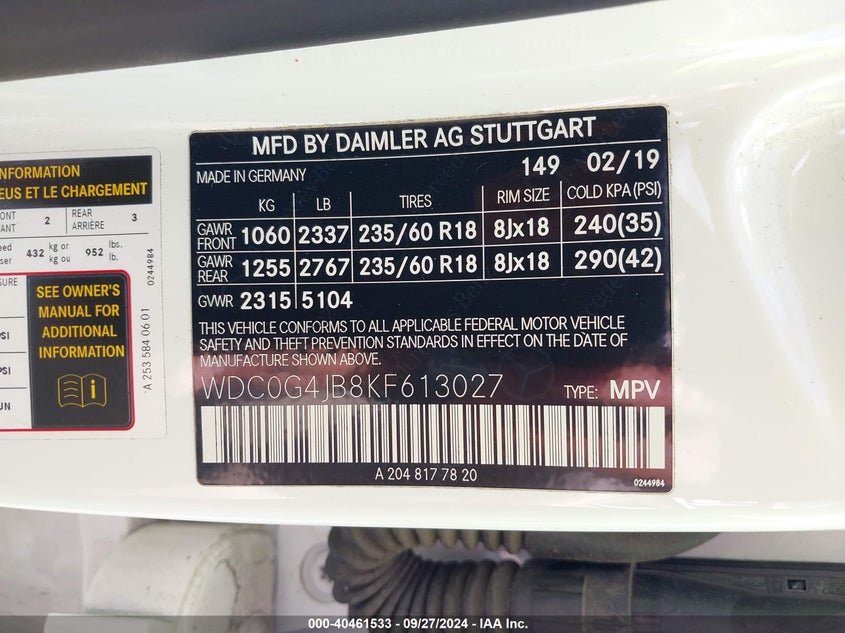 INFORMATION
EUS ET LE CHARGEMENT
2
REAR
ARRIÈRE
3
432
kg or
kg ou
952
lbs.
lb.
0244984
SEE OWNER'S
MANUAL FOR
ADDITIONAL
INFORMATION
A 253 584 06 01
MFD BY DAIMLER AG STUTTGART
MADE IN GERMANY 149 02/19
KG LB TIRES RIM SIZE COLD KPA(PSI)
GAWR
FRONT 1060 2337 235/60 R18 8Jx18 240(35)
GAWR
REAR 1255 2767 235/60 R18 8Jx18 290(42)
GVWR 2315 5104
THIS VEHICLE CONFORMS TO ALL APPLICABLE FEDERAL MOTOR VEHICLE
SAFETY AND THEFT PREVENTION STANDARDS IN EFFECT ON THE DATE OF
MANUFACTURE SHOWN ABOVE.
WDC0G4JB8KF613027 TYPE: MPV
A 204 817 78 20
0244984
000-40461533 - 09/27/2024 - IAA Inc.